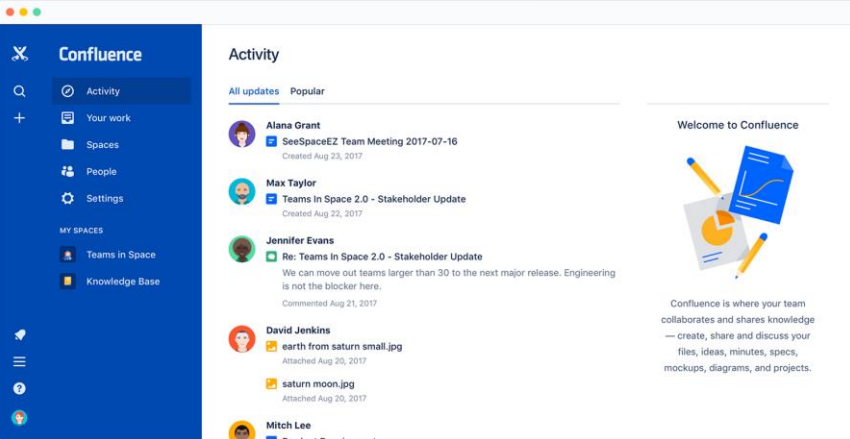 Confluence
Activity
Your work
Spaces
People
Settings
MY SPACES
Teams in Space
Knowledge Base
Activity
All updates Popular
Alana Grant
SeeSpaceEZ Team Meeting 2017-07-16
Created Aug 23, 2017
Max Taylor
Teams In Space 2.0 - Stakeholder Update
Created Aug 22, 2017
Jennifer Evans
Re: Teams In Space 2.0 - Stakeholder Update
We can move out teams larger than 30 to the next major release. Engineering
is not the blocker here.
Commented Aug 21, 2017
David Jenkins
earth from saturn small.jpg
Attached Aug 20, 2017
saturn moon.jpg
Attached Aug 20, 2017
Mitch Lee
Welcome to Confluence
Confluence is where your team
collaborates and shares knowledge
— create, share and discuss your
files, ideas, minutes, specs,
mockups, diagrams, and projects.